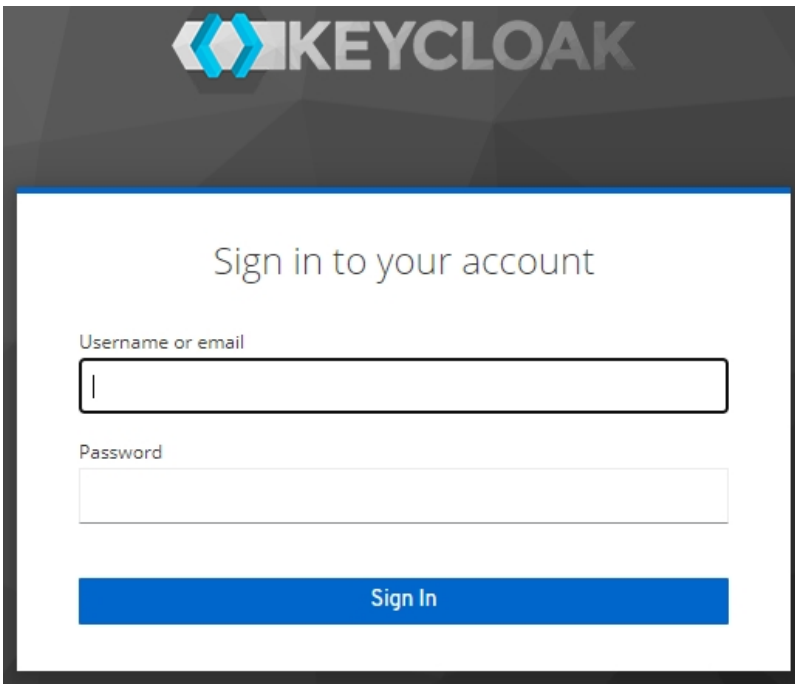 KEYCLOAK
Sign in to your account
Username or email
Password
Sign In